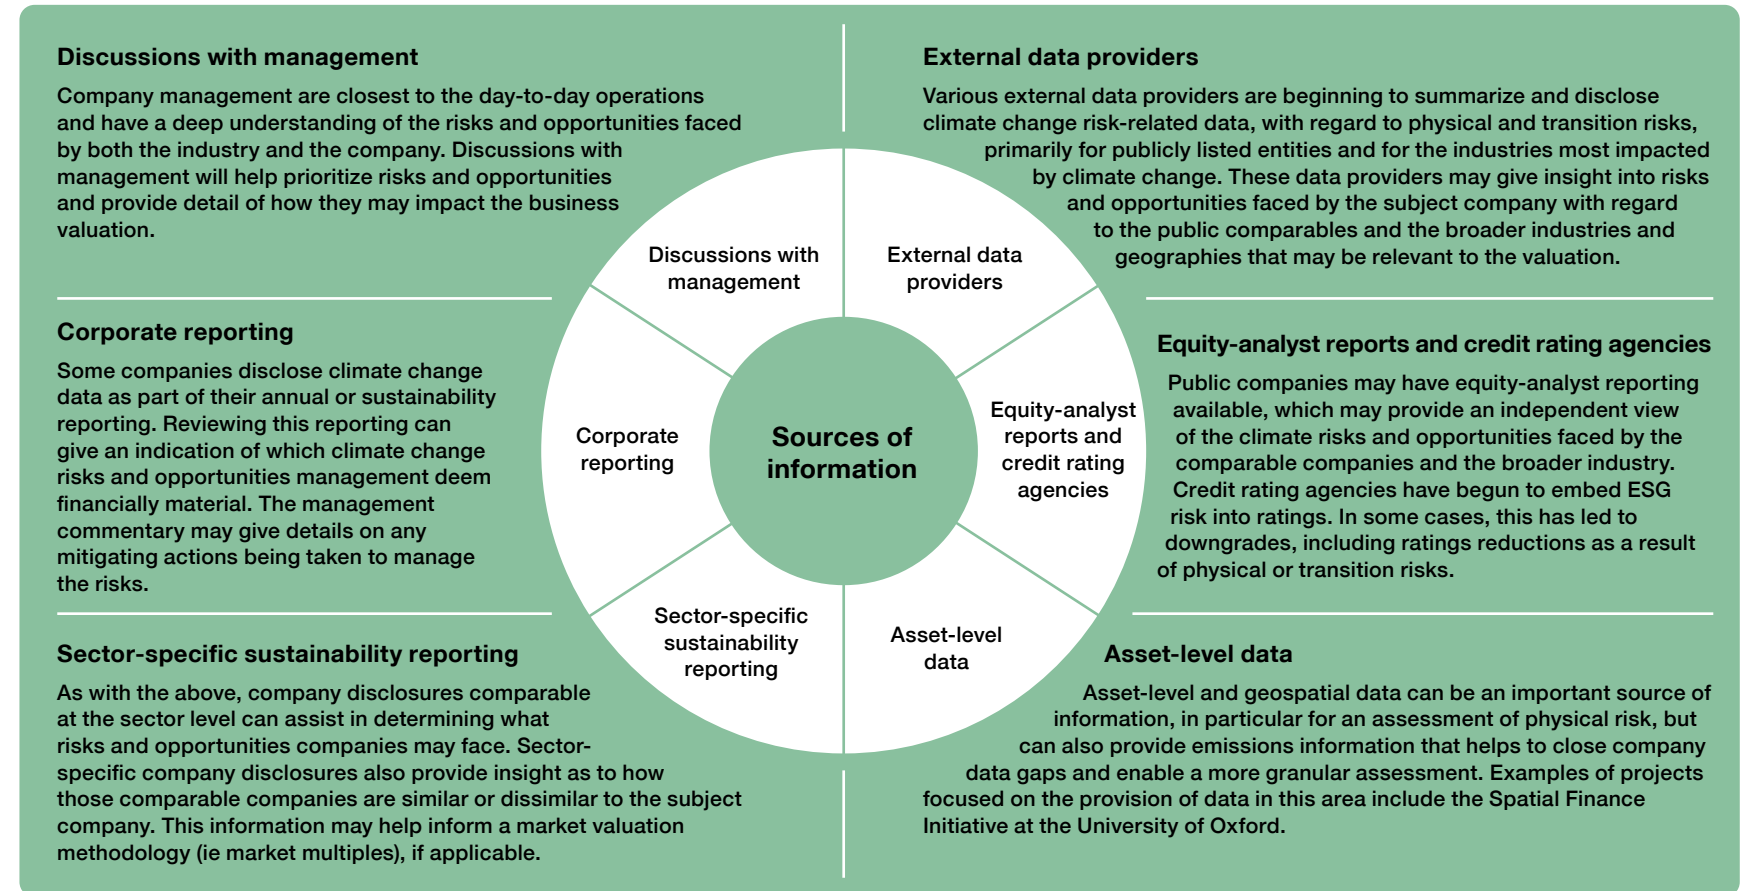 Discussions with management
Company management are closest to the day-to-day operations
and have a deep understanding of the risks and opportunities faced
by both the industry and the company. Discussions with
management will help prioritize risks and opportunities
and provide detail of how they may impact the business
valuation.
Corporate reporting
Some companies disclose climate change
data as part of their annual or sustainability
reporting. Reviewing this reporting can
give an indication of which climate change
risks and opportunities management deem
financially material. The management
commentary may give details on any
mitigating actions being taken to manage
the risks.
Sector-specific sustainability reporting
As with the above, company disclosures comparable
at the sector level can assist in determining what
risks and opportunities companies may face. Sector-
specific company disclosures also provide insight as to how
those comparable companies are similar or dissimilar to the subject
company. This information may help inform a market valuation
methodology (ie market multiples), if applicable.
Discussions with
management
External data
providers
Corporate
reporting
Sources of
information
Equity-analyst
reports and
credit rating
agencies
Sector-specific
sustainability
reporting
Asset-level
data
External data providers
Various external data providers are beginning to summarize and disclose
climate change risk-related data, with regard to physical and transition risks,
primarily for publicly listed entities and for the industries most impacted
by climate change. These data providers may give insight into risks
and opportunities faced by the subject company with regard
to the public comparables and the broader industries and
geographies that may be relevant to the valuation.
Equity-analyst reports and credit rating agencies
Public companies may have equity-analyst reporting
available, which may provide an independent view
of the climate risks and opportunities faced by the
comparable companies and the broader industry.
Credit rating agencies have begun to embed ESG
risk into ratings. In some cases, this has led to
downgrades, including ratings reductions as a result
of physical or transition risks.
Asset-level data
Asset-level and geospatial data can be an important source of
information, in particular for an assessment of physical risk, but
can also provide emissions information that helps to close company
data gaps and enable a more granular assessment. Examples of projects
focused on the provision of data in this area include the Spatial Finance
Initiative at the University of Oxford.